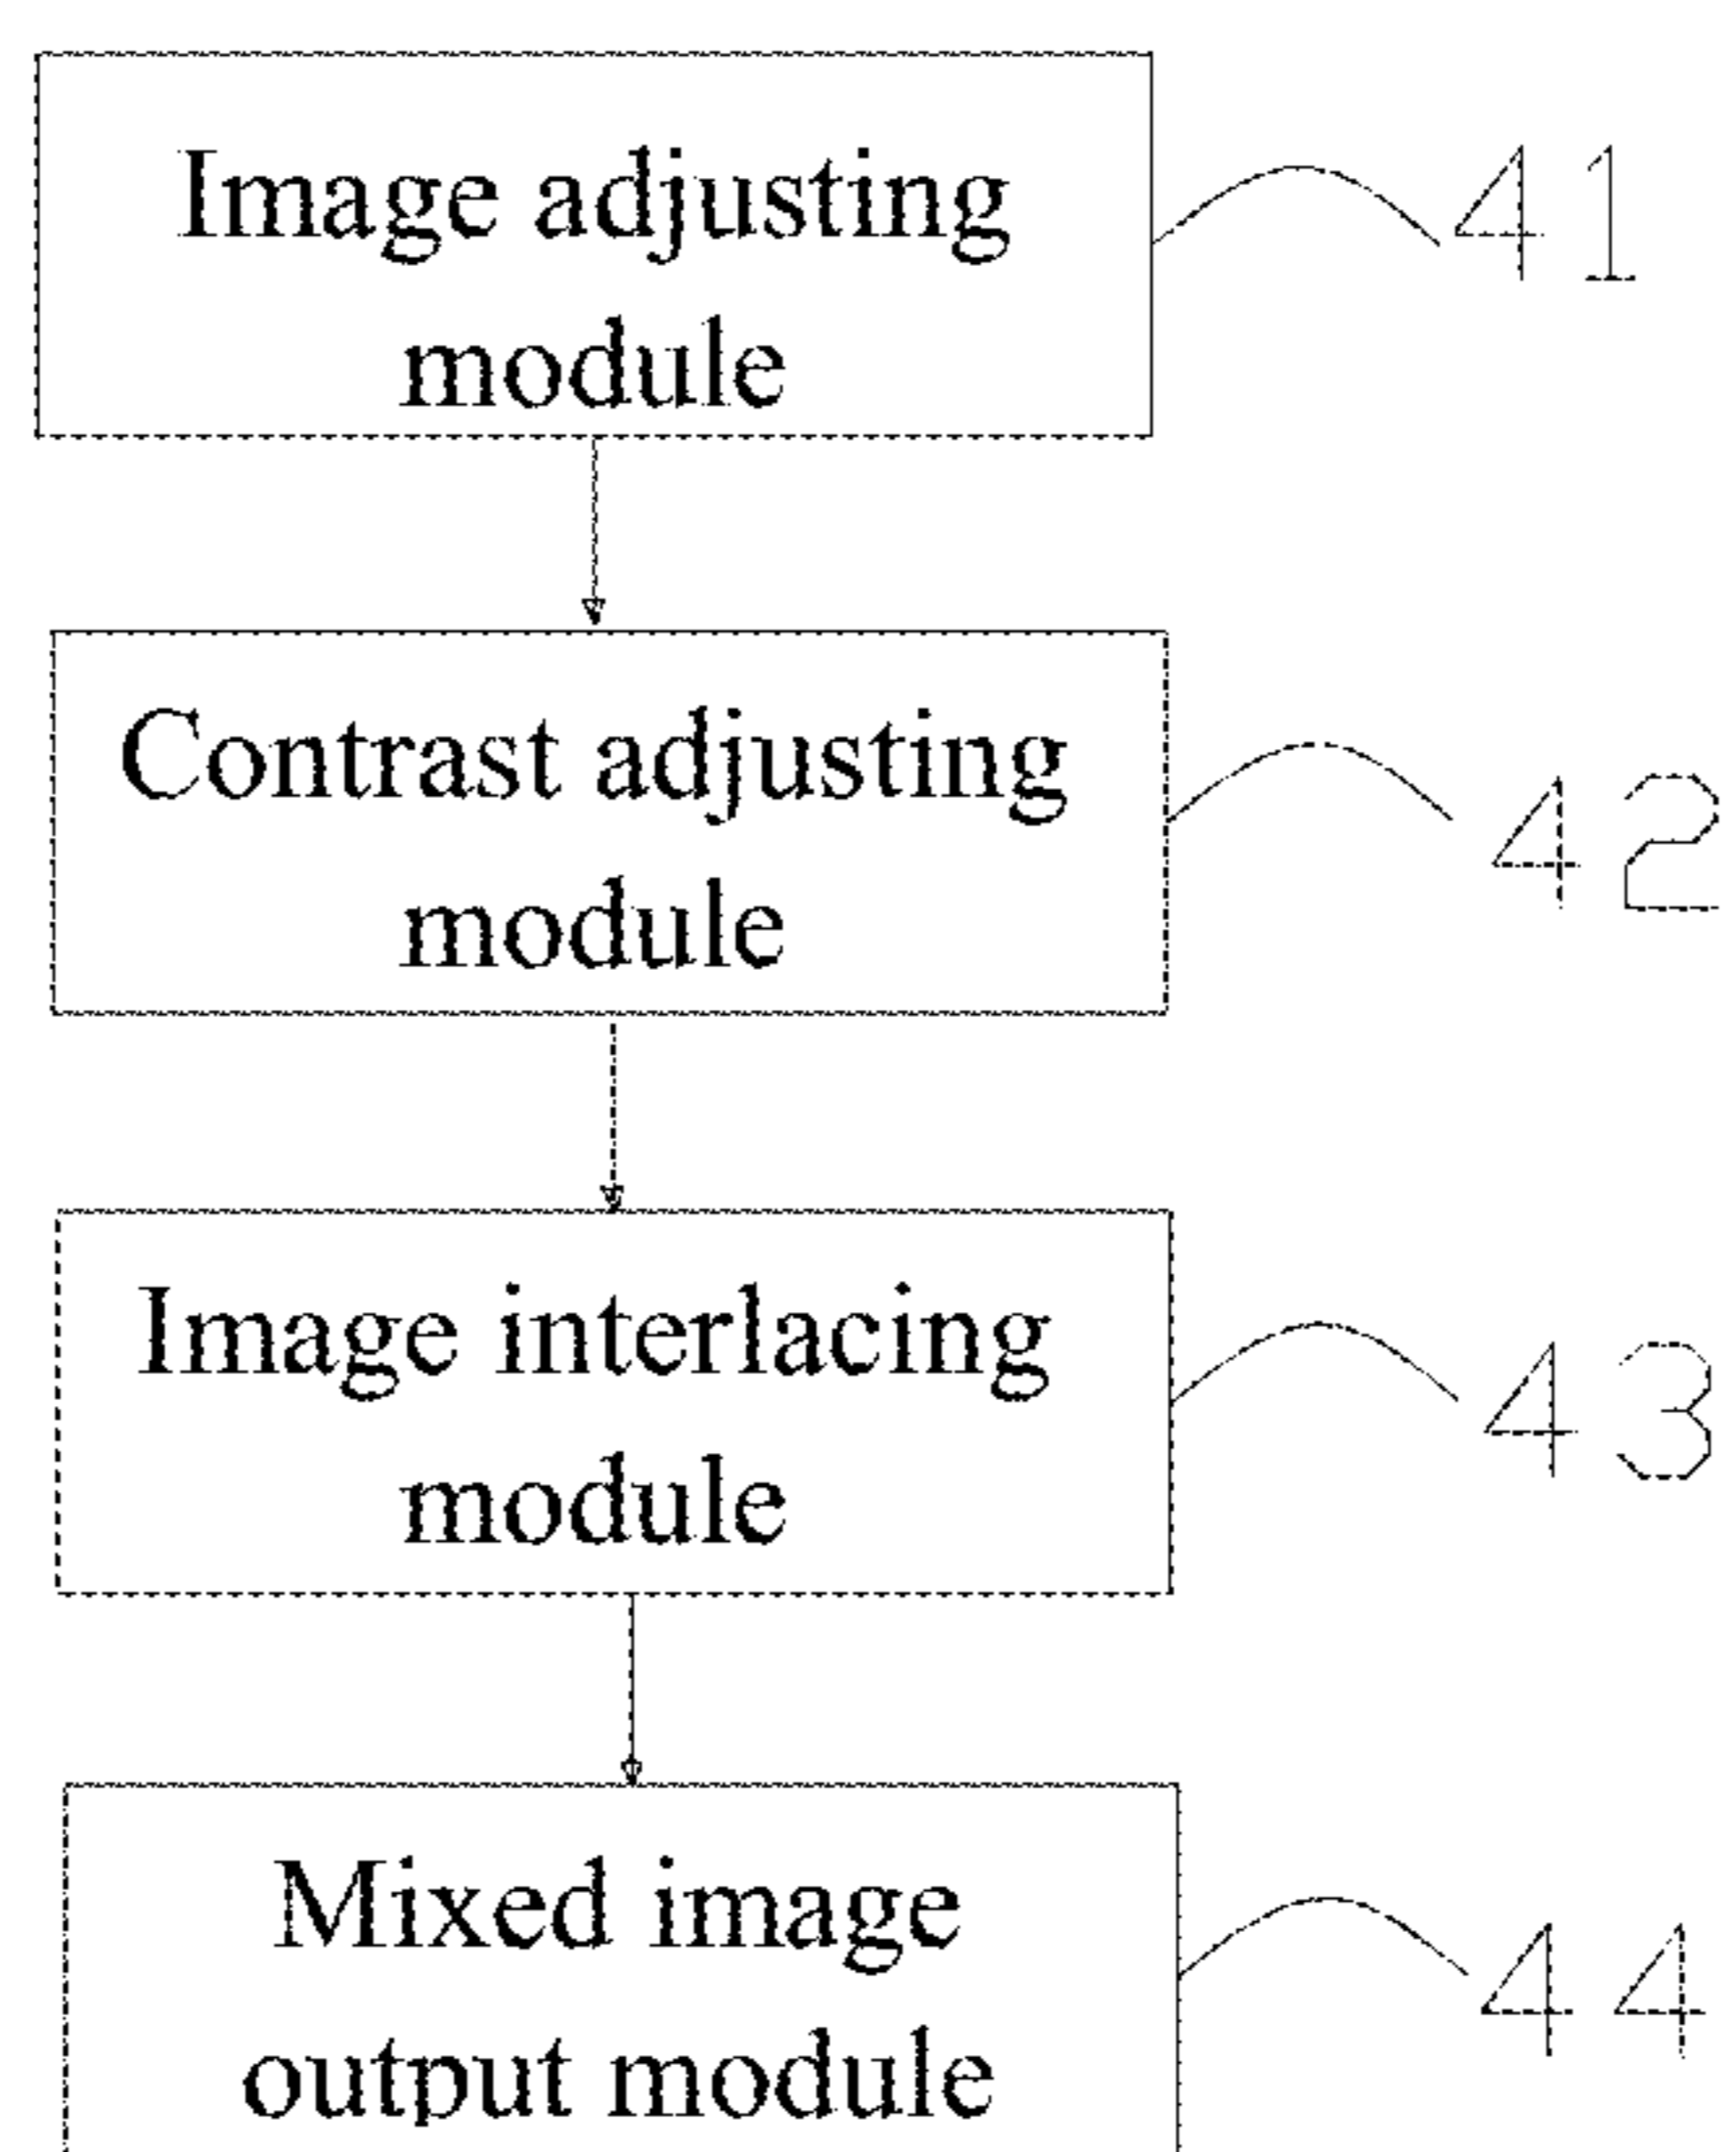 Image adjusting
module
41
Contrast adjusting
module
42
Image interlacing
module
43
Mixed image
output module
44